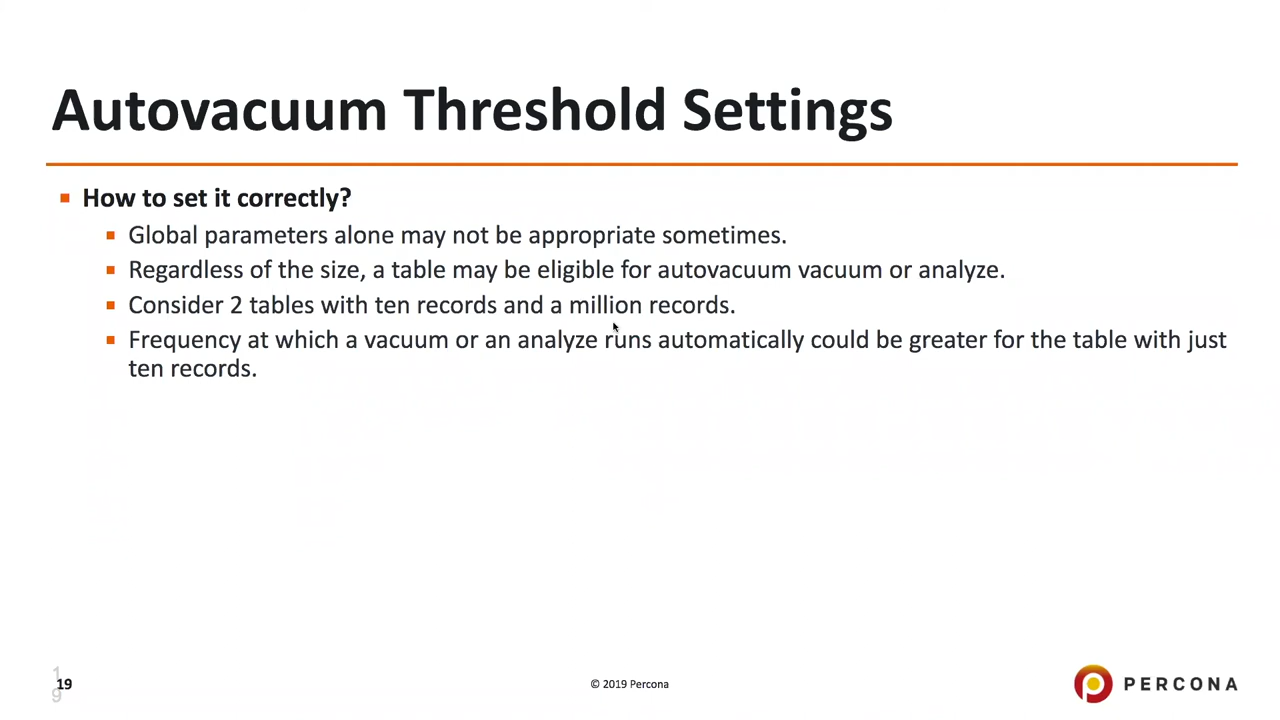 Autovacuum Threshold Settings
How to set it correctly?
Global parameters alone may not be appropriate sometimes.
Regardless of the size, a table may be eligible for autovacuum vacuum or analyze.
Consider 2 tables with ten records and a million records.
Frequency at which a vacuum or an analyze runs automatically could be greater for the table with just
ten records.
1
9
19
© 2019 Percona
PERCONA